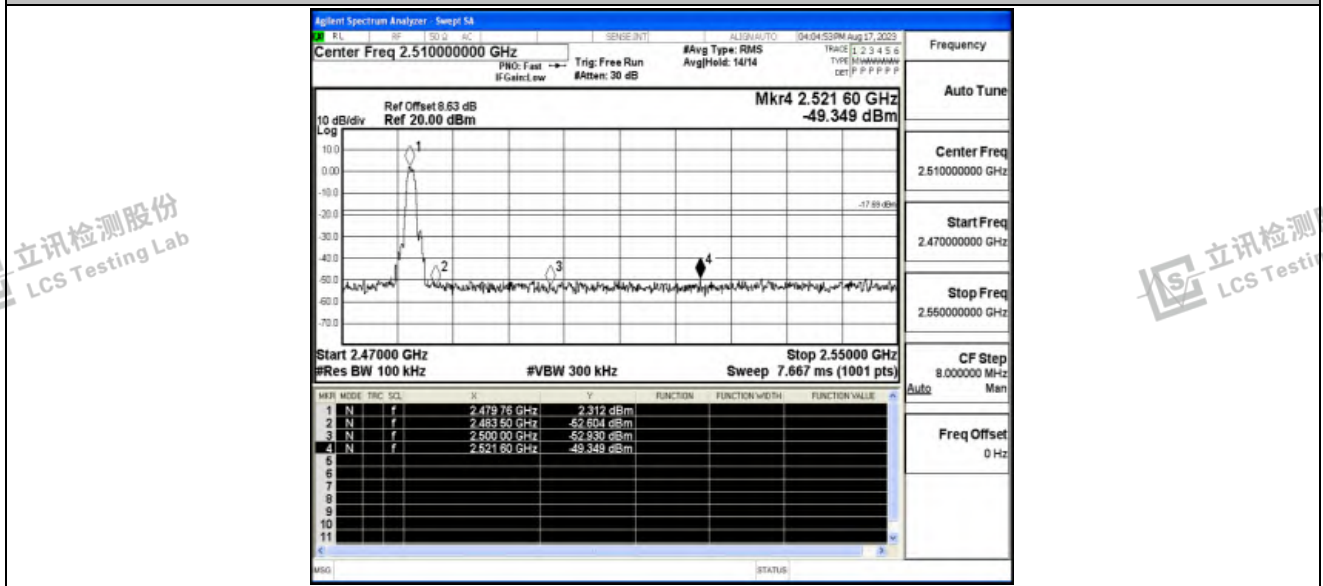 Agilent Spectrum Analyzer - Swept SA
RL RF 50 Ω AC SENSE:INT ALIGNAUTO 04:04:53PM Aug 17, 2023
Center Freq 2.510000000 GHz
PNO: Fast
IFGain:Low
Trig: Free Run
#Atten: 30 dB
#Avg Type: RMS
Avg|Hold: 14/14
TRACE 1 2 3 4 5 6
TYPE
DET P P P P P P
Mkr4 2.521 60 GHz
-49.349 dBm
Ref Offset 8.63 dB
10 dB/div Ref 20.00 dBm
Log
10.0
0.00
-10.0
-20.0
-30.0
-40.0
-50.0
-60.0
-70.0
1
2
3
4
-17.69 dBm
Start 2.47000 GHz Stop 2.55000 GHz
#Res BW 100 kHz #VBW 300 kHz Sweep 7.667 ms (1001 pts)
MKR MODE TRC SCL X Y FUNCTION FUNCTION WIDTH FUNCTION VALUE
1 N f 2.479 76 GHz 2.312 dBm
2 N f 2.483 50 GHz -52.604 dBm
3 N f 2.500 00 GHz -52.930 dBm
4 N f 2.521 60 GHz -49.349 dBm
5
6
7
8
9
10
11
MSG STATUS
Frequency
Auto Tune
Center Freq
2.510000000 GHz
Start Freq
2.470000000 GHz
Stop Freq
2.550000000 GHz
CF Step
8.000000 MHz
Auto Man
Freq Offset
0 Hz
立讯检测股份
LCS Testing Lab
立讯检测
LCS